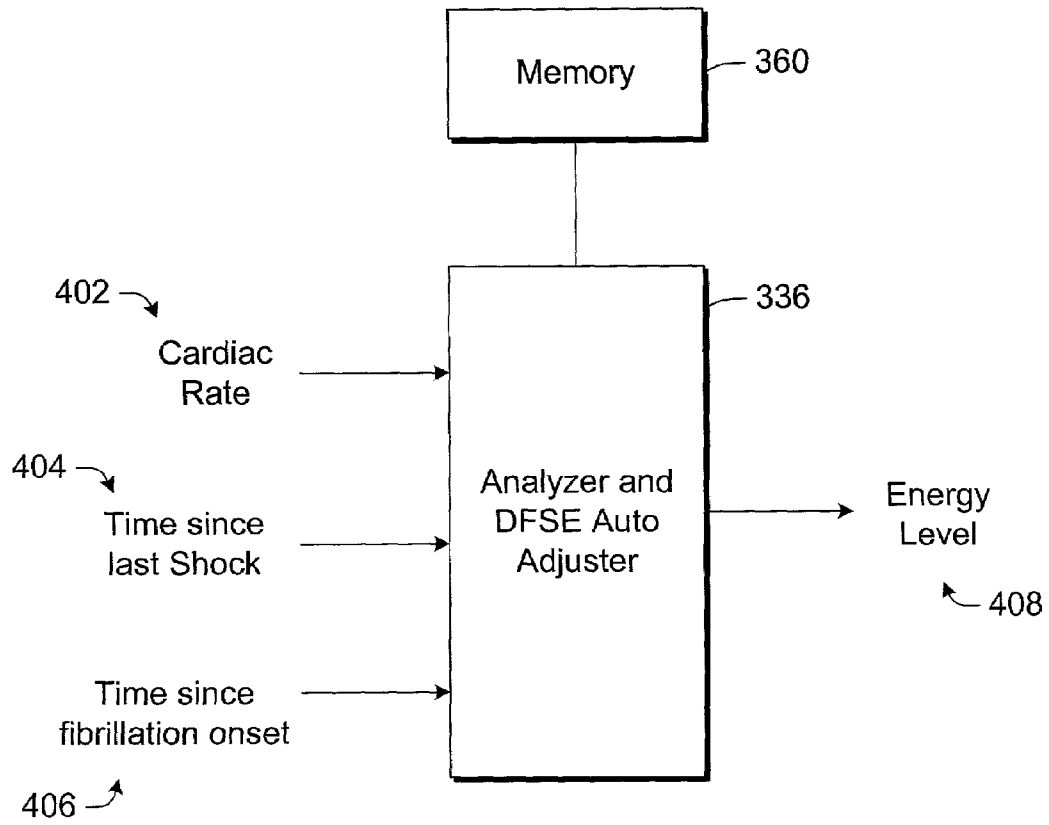 Memory
360
336
402
Cardiac
Rate
404
Time since
last Shock
Analyzer and
DFSE Auto
Adjuster
Energy
Level
408
Time since
fibrillation onset
406